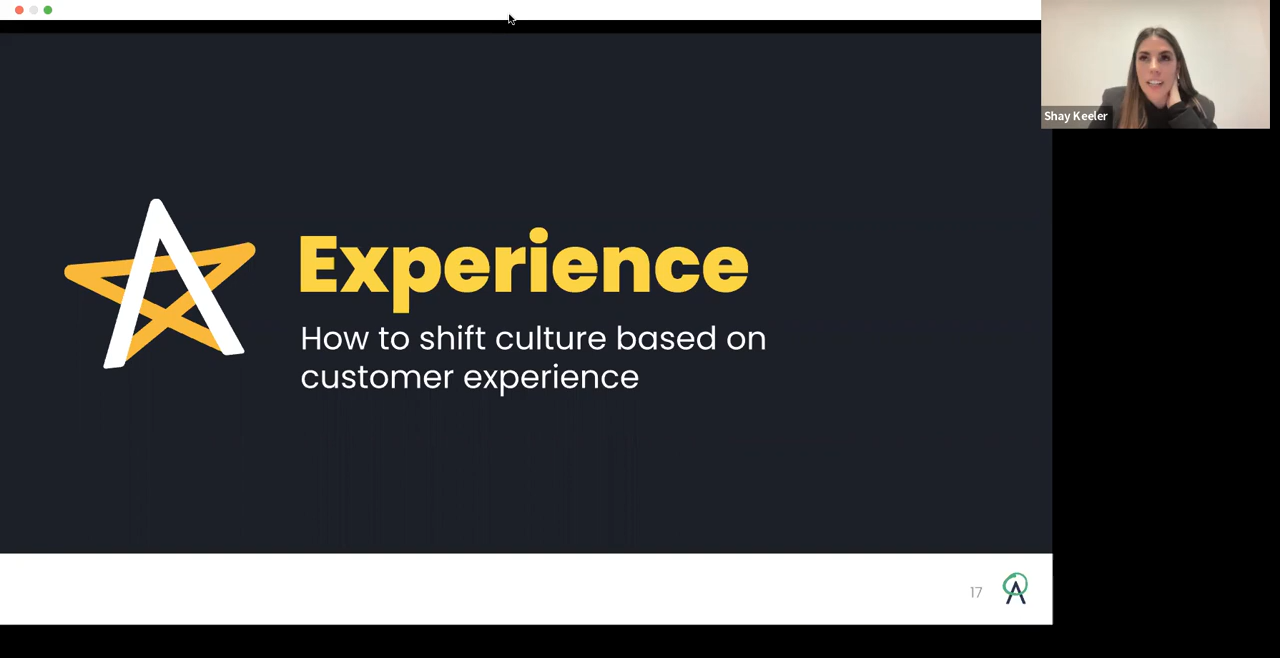 Shay Keeler
Experience
How to shift culture based on
customer experience
17